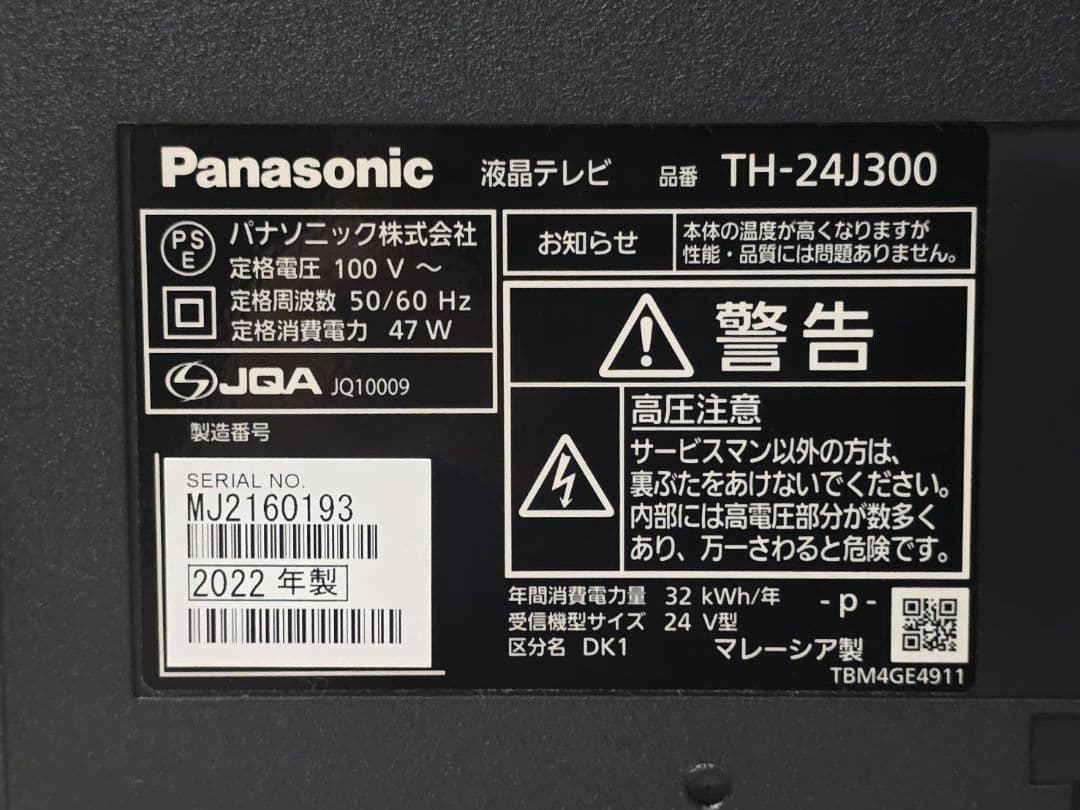 Panasonic 液晶テレビ 品番 TH-24J300
PS
E
パナソニック株式会社
定格電圧 100 V ～
定格周波数 50/60 Hz
定格消費電力 47 W
JQA JQ10009
製造番号
SERIAL NO.
MJ2160193
2022 年製
お知らせ
本体の温度が高くなりますが
性能・品質には問題ありません。
警告
高圧注意
サービスマン以外の方は、
裏ぶたをあけないでください。
内部には高電圧部分が数多く
あり、万一さわると危険です。
年間消費電力量 32 kWh/年
受信機型サイズ 24 V型
区分名 DK1
- p -
マレーシア製
TBM4GE4911